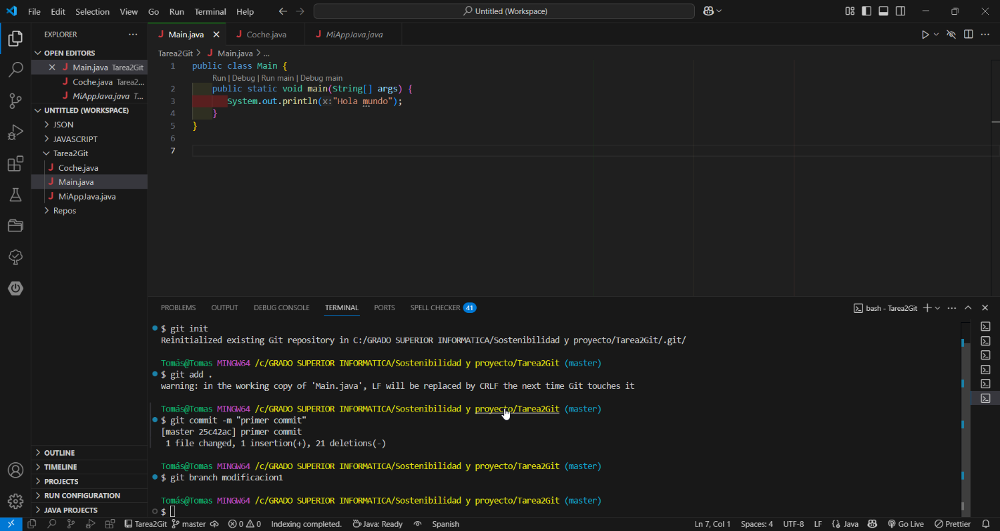 File Edit Selection View Go Run Terminal Help
Untitled (Workspace)
EXPLORER
OPEN EDITORS
Main.java Tarea2Git
Coche.java Tarea2...
MiAppJava.java T...
UNTITLED (WORKSPACE)
JSON
JAVASCRIPT
Tarea2Git
Coche.java
Main.java
MiAppJava.java
Repos
OUTLINE
TIMELINE
PROJECTS
RUN CONFIGURATION
JAVA PROJECTS
Main.java Coche.java MiAppJava.java
Tarea2Git > Main.java > ...
1 public class Main {
Run | Debug | Run main | Debug main
2 public static void main(String[] args) {
3 System.out.println(x:"Hola mundo");
4 }
5 }
6
7
PROBLEMS OUTPUT DEBUG CONSOLE TERMINAL PORTS SPELL CHECKER 41
bash - Tarea2Git
$ git init
Reinitialized existing Git repository in C:/GRADO SUPERIOR INFORMATICA/Sostenibilidad y proyecto/Tarea2Git/.git/
Tomás@Tomas MINGW64 /c/GRADO SUPERIOR INFORMATICA/Sostenibilidad y proyecto/Tarea2Git (master)
$ git add .
warning: in the working copy of 'Main.java', LF will be replaced by CRLF the next time Git touches it
Tomás@Tomas MINGW64 /c/GRADO SUPERIOR INFORMATICA/Sostenibilidad y proyecto/Tarea2Git (master)
$ git commit -m "primer commit"
[master 25c42ac] primer commit
1 file changed, 1 insertion(+), 21 deletions(-)
Tomás@Tomas MINGW64 /c/GRADO SUPERIOR INFORMATICA/Sostenibilidad y proyecto/Tarea2Git (master)
$ git branch modificacion1
Tomás@Tomas MINGW64 /c/GRADO SUPERIOR INFORMATICA/Sostenibilidad y proyecto/Tarea2Git (master)
$
Tarea2Git master 0 0 Indexing completed. Java: Ready Spanish Ln 7, Col 1 Spaces: 4 UTF-8 LF {} Java Go Live Prettier